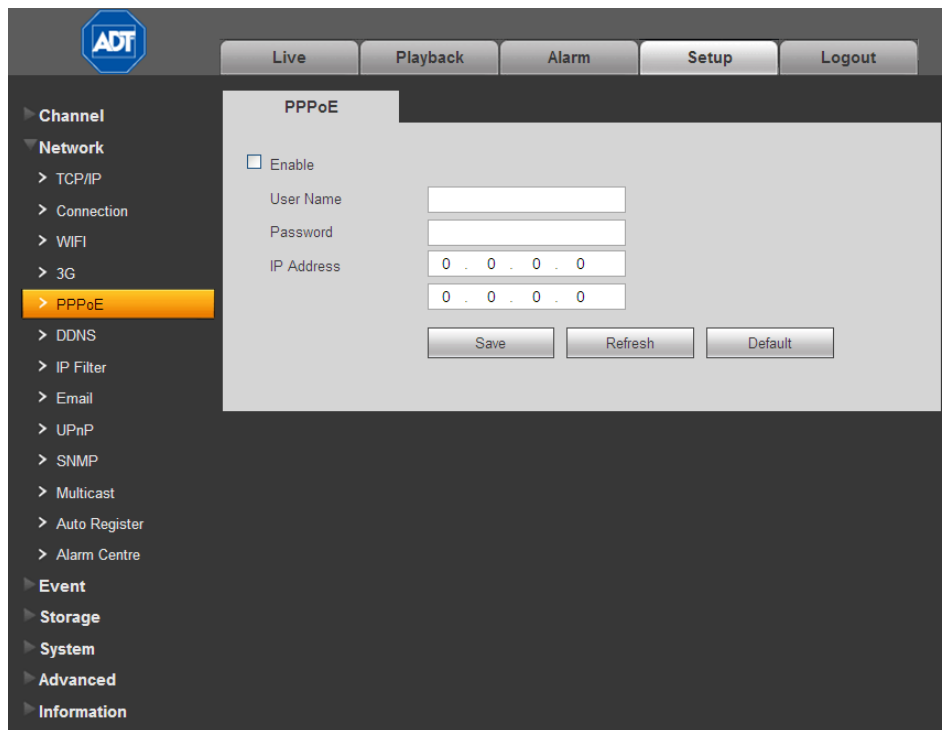 ADT
Live Playback Alarm Setup Logout
Channel
Network
> TCP/IP
> Connection
> WIFI
> 3G
> PPPoE
> DDNS
> IP Filter
> Email
> UPnP
> SNMP
> Multicast
> Auto Register
> Alarm Centre
Event
Storage
System
Advanced
Information
PPPoE
Enable
User Name
Password
IP Address 0 . 0 . 0 . 0
0 . 0 . 0 . 0
Save Refresh Default